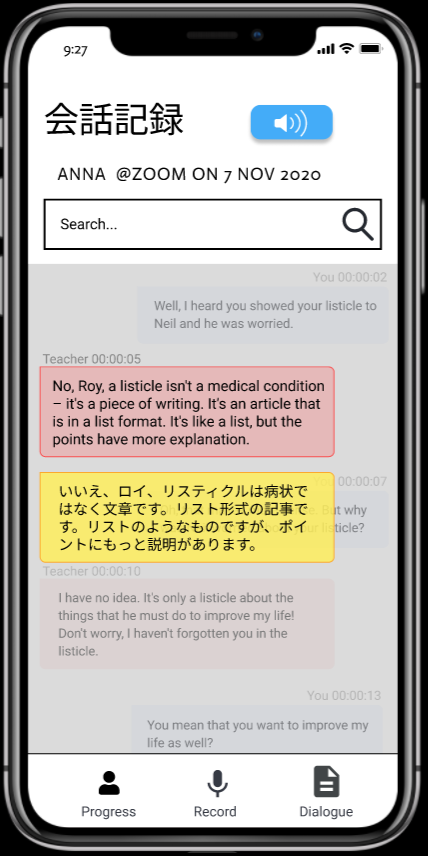 9:27
会話記録
ANNA @ZOOM ON 7 NOV 2020
Search...
You 00:00:02
Well, I heard you showed your listicle to
Neil and he was worried.
Teacher 00:00:05
No, Roy, a listicle isn't a medical condition
– it's a piece of writing. It's an article that
is in a list format. It's like a list, but the
points have more explanation.
You 00:00:07
But why
your listicle?
いいえ、ロイ、リスティクルは病状で
はなく文章です。リスト形式の記事で
す。リストのようなものですが、ポイ
ントにもっと説明があります。
Teacher 00:00:10
I have no idea. It's only a listicle about the
things that he must do to improve my life!
Don't worry, I haven't forgotten you in the
listicle.
You 00:00:13
You mean that you want to improve my
life as well?
Progress
Record
Dialogue